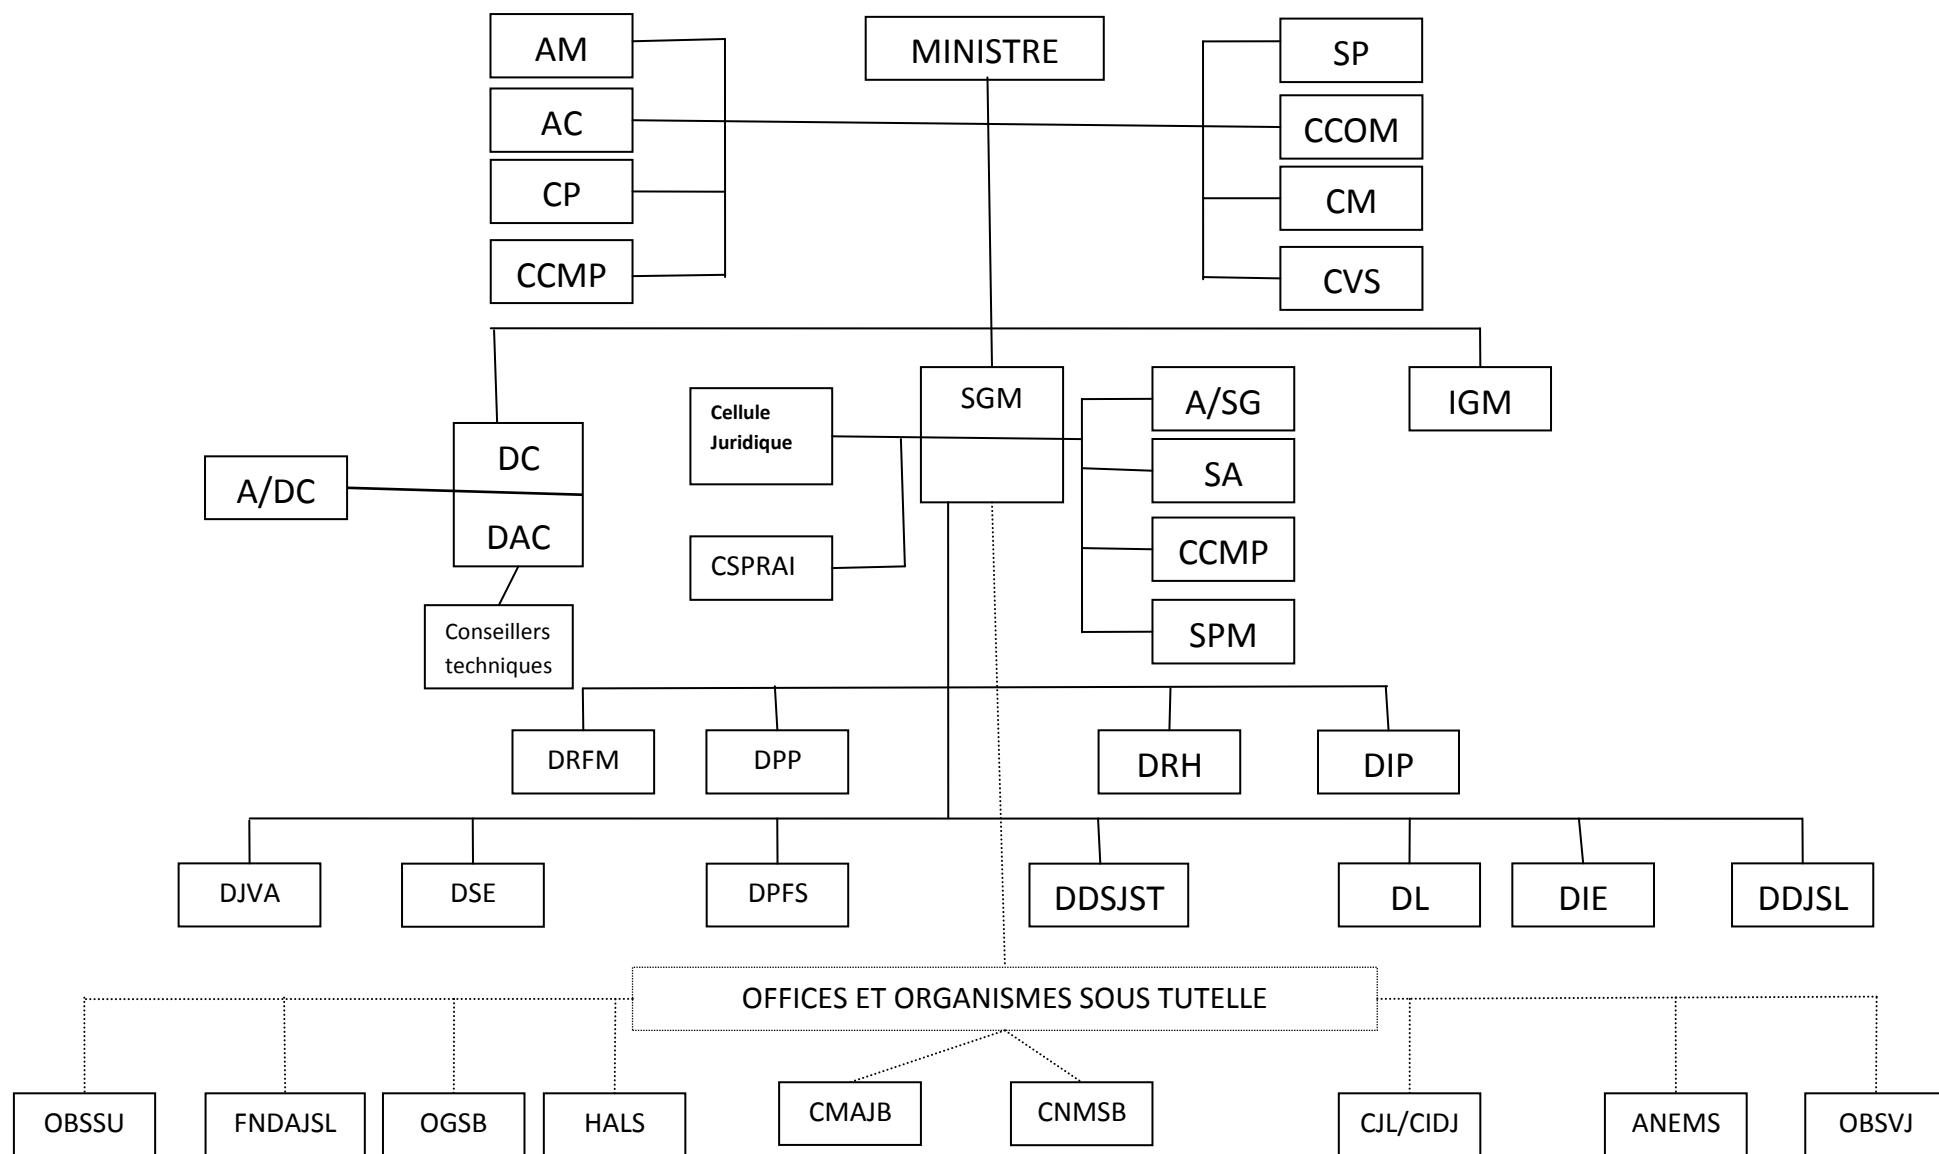 AM
MINISTRE
SP
AC
CCOM
CP
CM
CCMP
CVS
SGM
A/SG
IGM
Cellule
Juridique
DC
SA
A/DC
DAC
CSPRAI
CCMP
Conseillers
techniques
SPM
DRFM
DPP
DRH
DIP
DJVA
DSE
DPFS
DDSJST
DL
DIE
DDJSL
OFFICES ET ORGANISMES SOUS TUTELLE
OBSSU
FNDAJSL
OGSB
HALS
CMAJB
CNMSB
CJL/CIDJ
ANEMS
OBSVJ